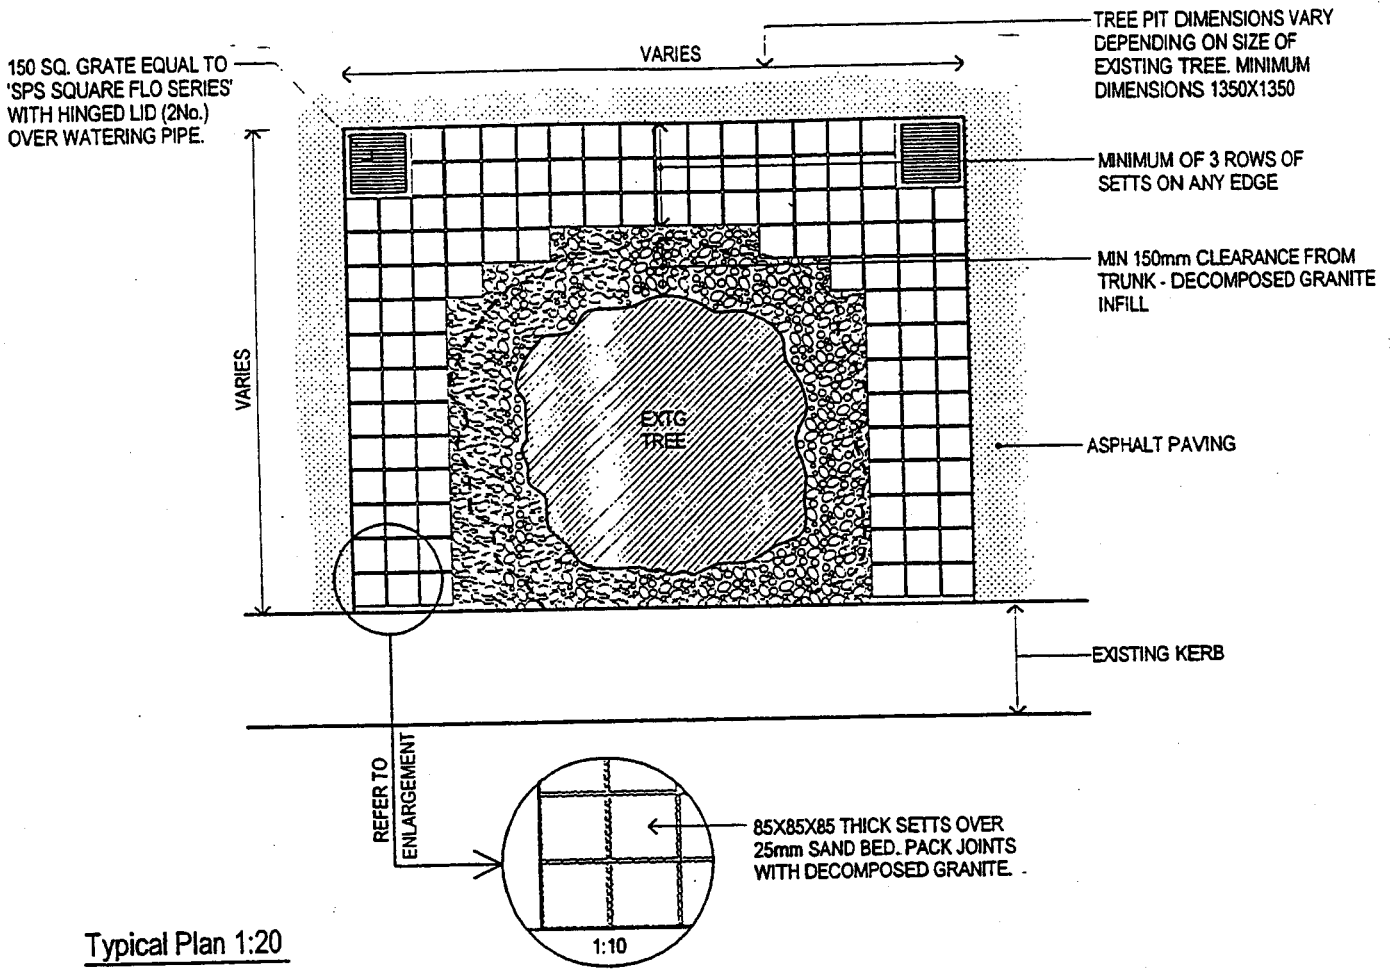 TREE PIT DIMENSIONS VARY
DEPENDING ON SIZE OF
EXISTING TREE. MINIMUM
DIMENSIONS 1350X1350
VARIES
150 SQ. GRATE EQUAL TO
'SPS SQUARE FLO SERIES'
WITH HINGED LID (2No.)
OVER WATERING PIPE.
MINIMUM OF 3 ROWS OF
SETTS ON ANY EDGE
MIN 150mm CLEARANCE FROM
TRUNK - DECOMPOSED GRANITE
INFILL
VARIES
EXTG
TREE
ASPHALT PAVING
EXISTING KERB
REFER TO
ENLARGEMENT
85X85X85 THICK SETTS OVER
25mm SAND BED. PACK JOINTS
WITH DECOMPOSED GRANITE.
1:10
Typical Plan 1:20